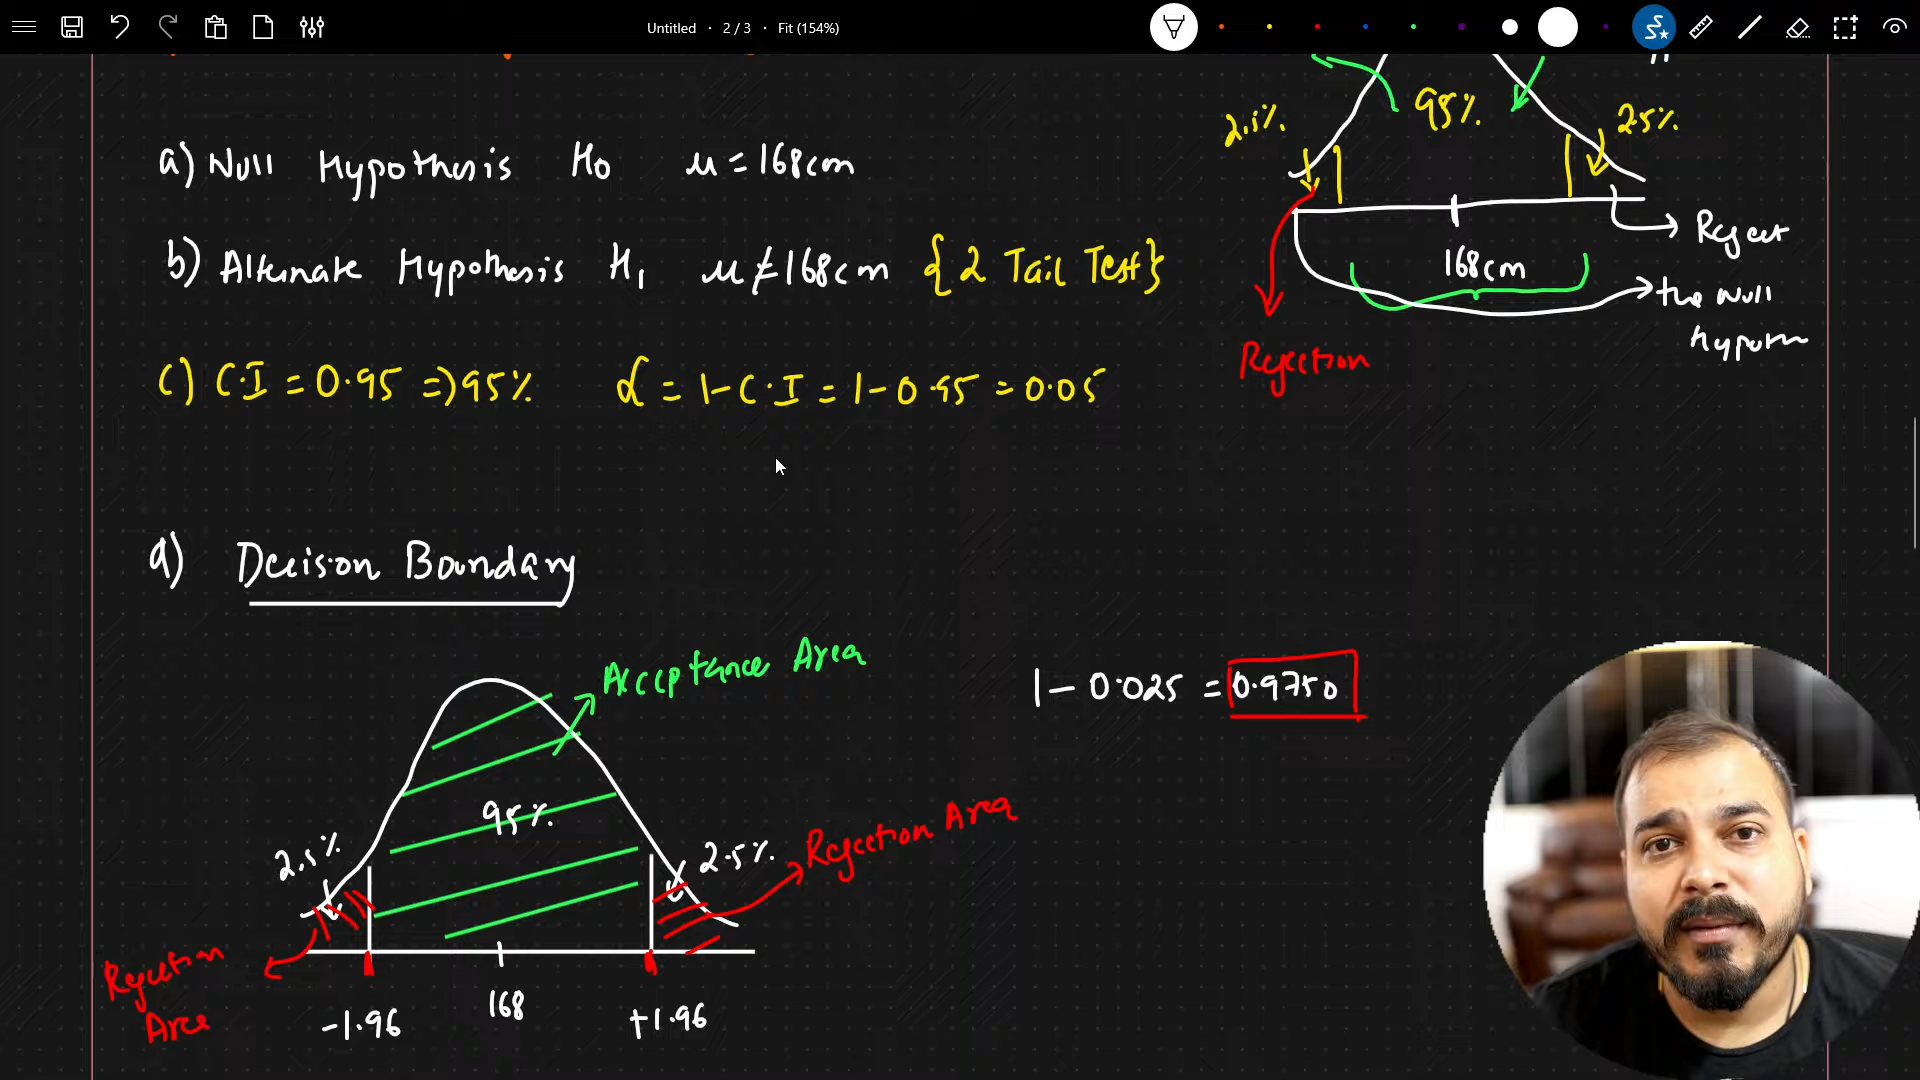 Untitled · 2 / 3 · Fit (154%)
2.5%
95%
2.5%
a) Null Hypothesis H0 μ = 168cm
Reject
b) Alternate Hypothesis H1 μ ≠ 168cm {2 Tail Test}
168cm
the Null
Rejection
c) C.I = 0.95 => 95% α = 1 - C.I = 1 - 0.95 = 0.05
d) Decision Boundary
Acceptance Area
1 - 0.025 = 0.9750
95%
2.5%
2.5%
Rejection Area
Rejection
Area
-1.96
168
+1.96